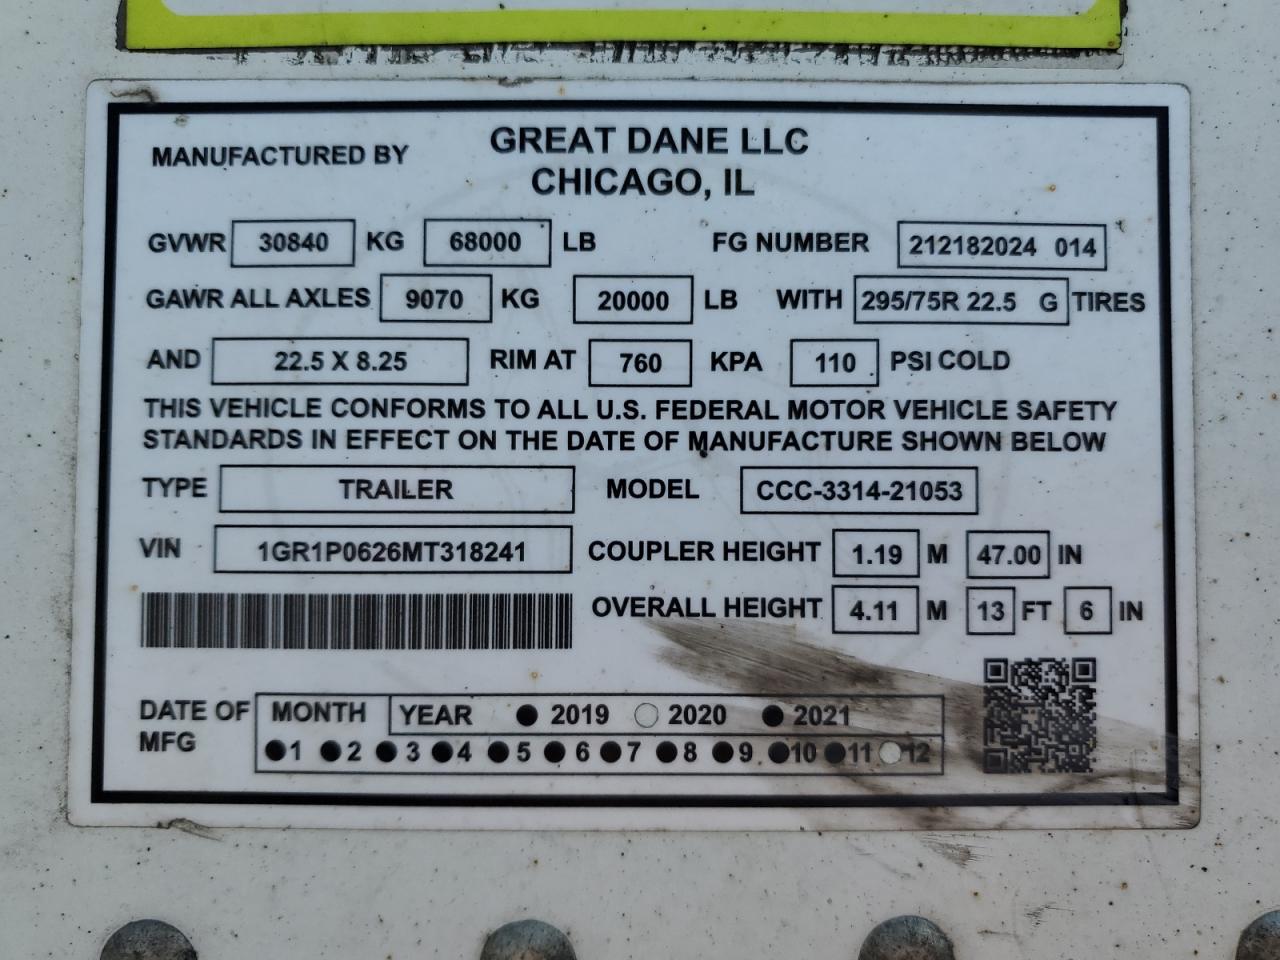 MANUFACTURED BY GREAT DANE LLC
CHICAGO, IL
GVWR 30840 KG 68000 LB FG NUMBER 212182024 014
GAWR ALL AXLES 9070 KG 20000 LB WITH 295/75R 22.5 G TIRES
AND 22.5 X 8.25 RIM AT 760 KPA 110 PSI COLD
THIS VEHICLE CONFORMS TO ALL U.S. FEDERAL MOTOR VEHICLE SAFETY
STANDARDS IN EFFECT ON THE DATE OF MANUFACTURE SHOWN BELOW
TYPE TRAILER MODEL CCC-3314-21053
VIN 1GR1P0626MT318241 COUPLER HEIGHT 1.19 M 47.00 IN
OVERALL HEIGHT 4.11 M 13 FT 6 IN
DATE OF MFG MONTH YEAR 2019 2020 2021
1 2 3 4 5 6 7 8 9 10 11 12